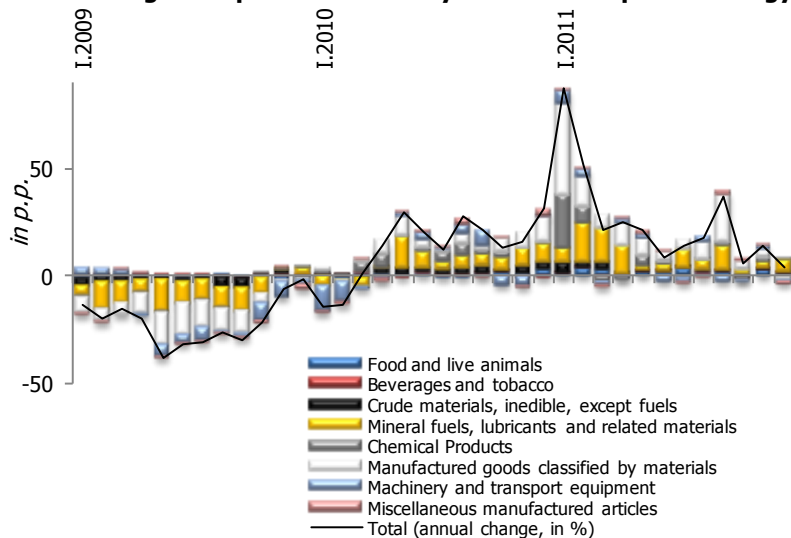 I.2009
I.2010
I.2011
in p.p.
50
0
-50
Food and live animals
Beverages and tobacco
Crude materials, inedible, except fuels
Mineral fuels, lubricants and related materials
Chemical Products
Manufactured goods classified by materials
Machinery and transport equipment
Miscellaneous manufactured articles
Total (annual change, in %)